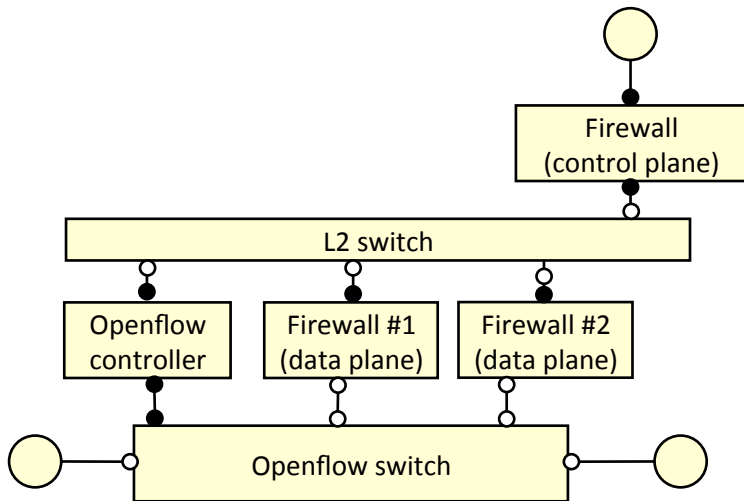 Firewall
(control plane)
L2 switch
Openflow
controller
Firewall #1
(data plane)
Firewall #2
(data plane)
Openflow switch